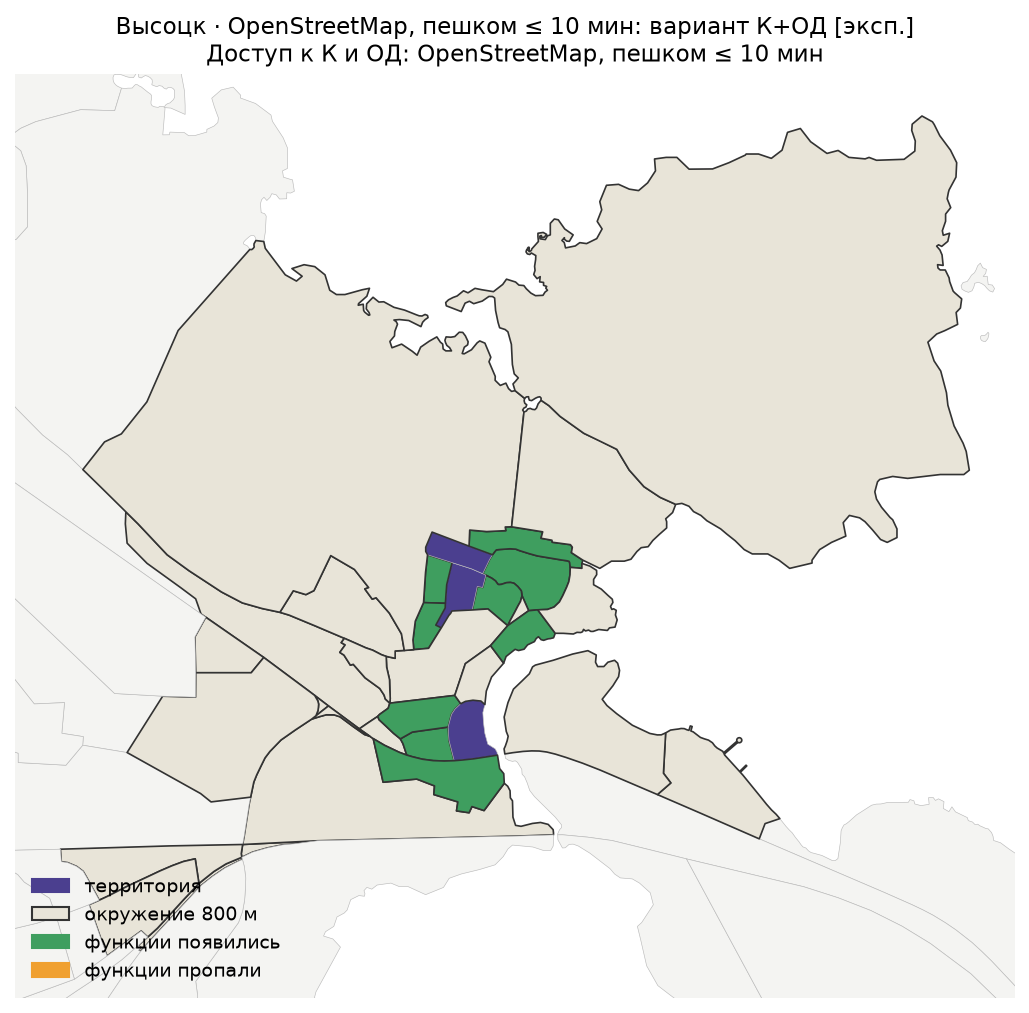 Высоцк · OpenStreetMap, пешком ≤ 10 мин: вариант К+ОД [эксп.]
Доступ к К и ОД: OpenStreetMap, пешком ≤ 10 мин
территория
окружение 800 м
функции появились
функции пропали